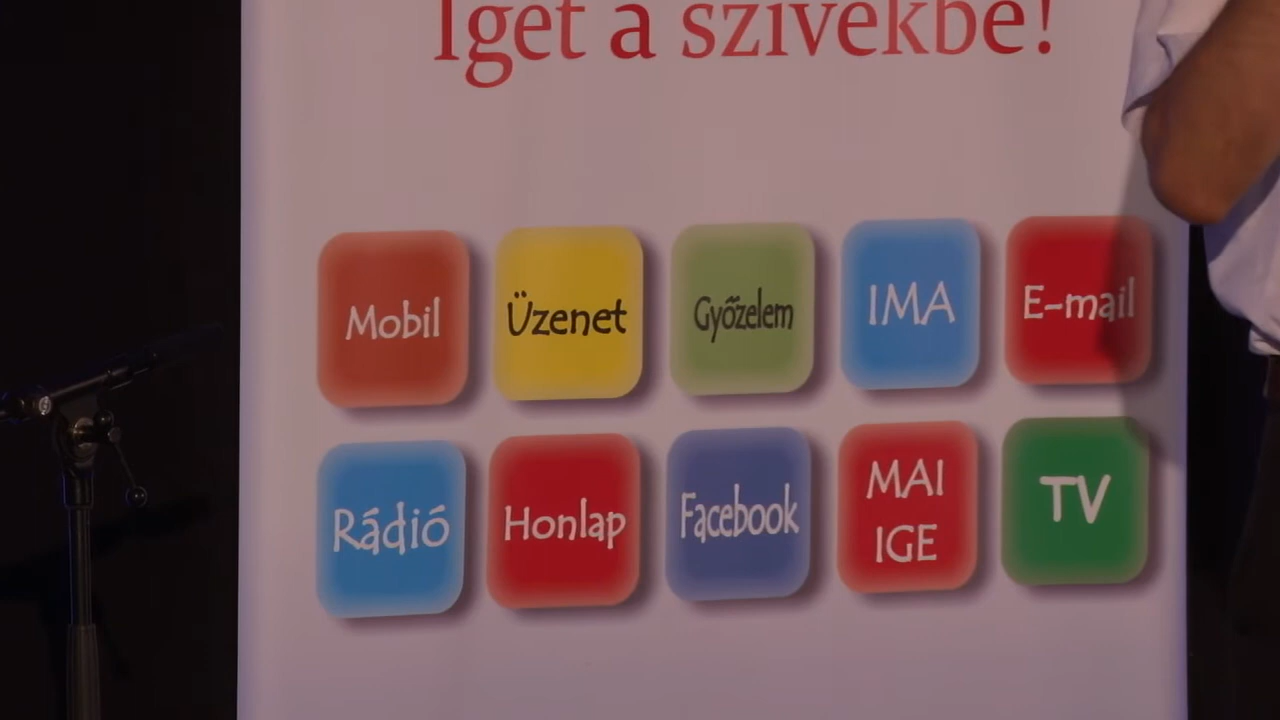 Igét a szívekbe!
Mobil
Üzenet
Győzelem
IMA
E-mail
Rádió
Honlap
Facebook
MAI
IGE
TV